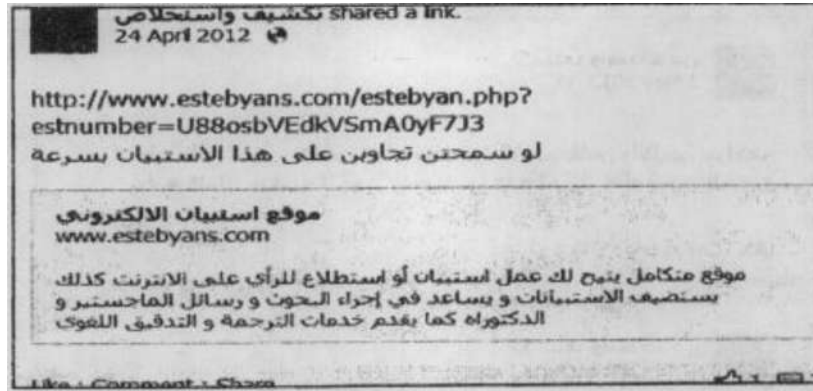 تكشيف واستخلاص shared a link.
24 April 2012
http://www.estebyans.com/estebyan.php?
estnumber=U88osbVEdkVSmA0yF7J3
لو سمحتن تجاوبن على هذا الاستبيان بسرعة
موقع استبيان الالكتروني
www.estebyans.com
موقع متكامل يتيح لك عمل استبيان أو استطلاع للرأي على الانترنت كذلك
يستضيف الاستبيانات و يساعد في إجراء البحوث و رسائل الماجستير و
الدكتوراه كما يقدم خدمات الترجمة و التدقيق اللغوي
Like · Comment · Share